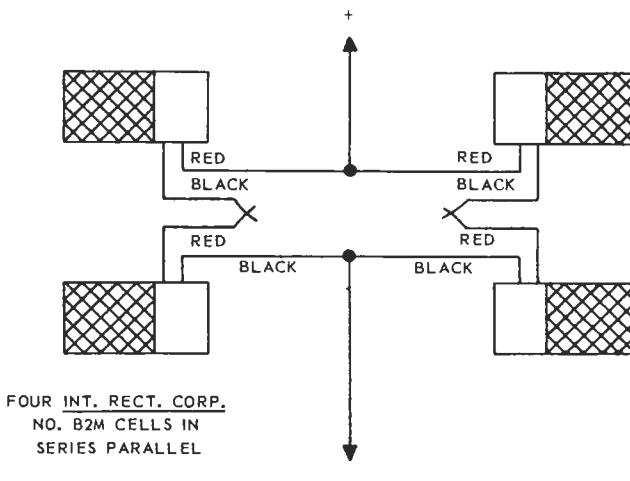 +
RED
RED
BLACK
BLACK
RED
RED
BLACK
BLACK
FOUR INT. RECT. CORP.
NO. B2M CELLS IN
SERIES PARALLEL